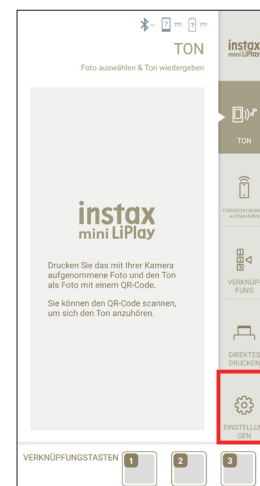 TON
Foto auswählen & Ton wiedergeben
instax
mini LiPlay
Drucken Sie das mit Ihrer Kamera
aufgenommene Foto und den Ton
als Foto mit einem QR-Code.
Sie können den QR-Code scannen,
um sich den Ton anzuhören.
instax
mini LiPlay
TON
VERKNÜP-
FUNG
DIREKTES
DRUCKEN
EINSTELLUN
GEN
VERKNÜPFUNGSTASTEN
1
2
3